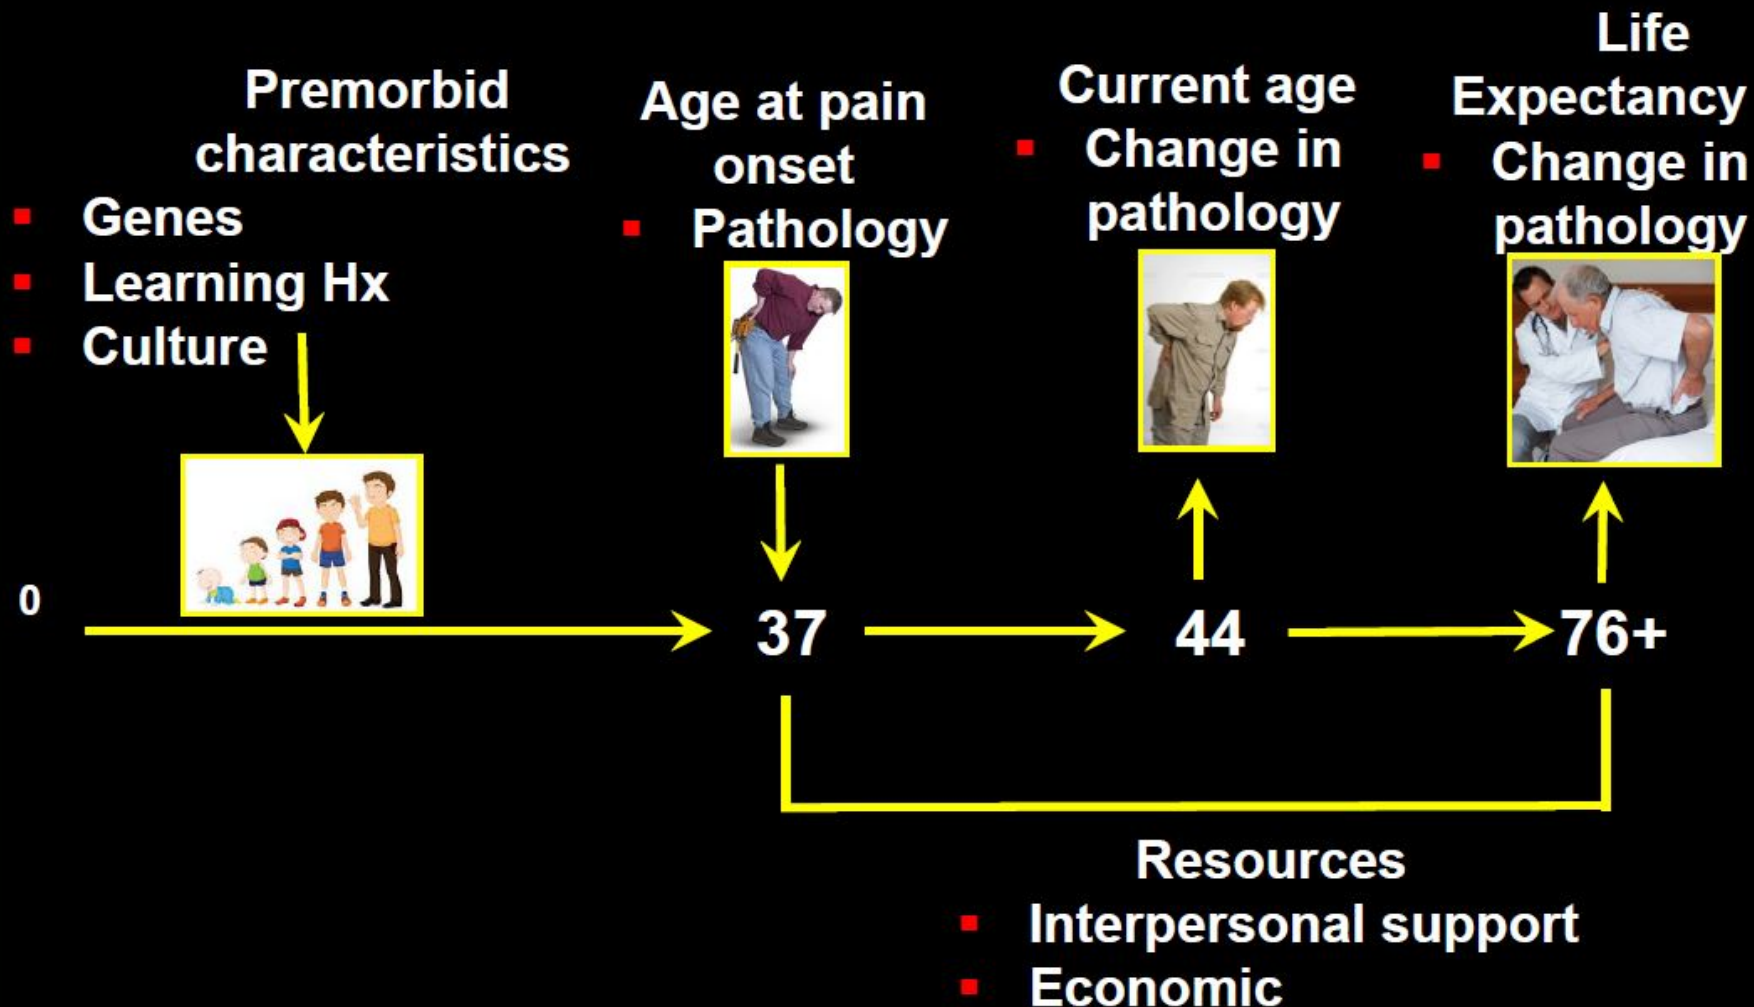 Premorbid
characteristics
Genes
Learning Hx
Culture
Age at pain
onset
Pathology
Current age
Change in
pathology
Life
Expectancy
Change in
pathology
0
37
44
76+
Resources
Interpersonal support
Economic